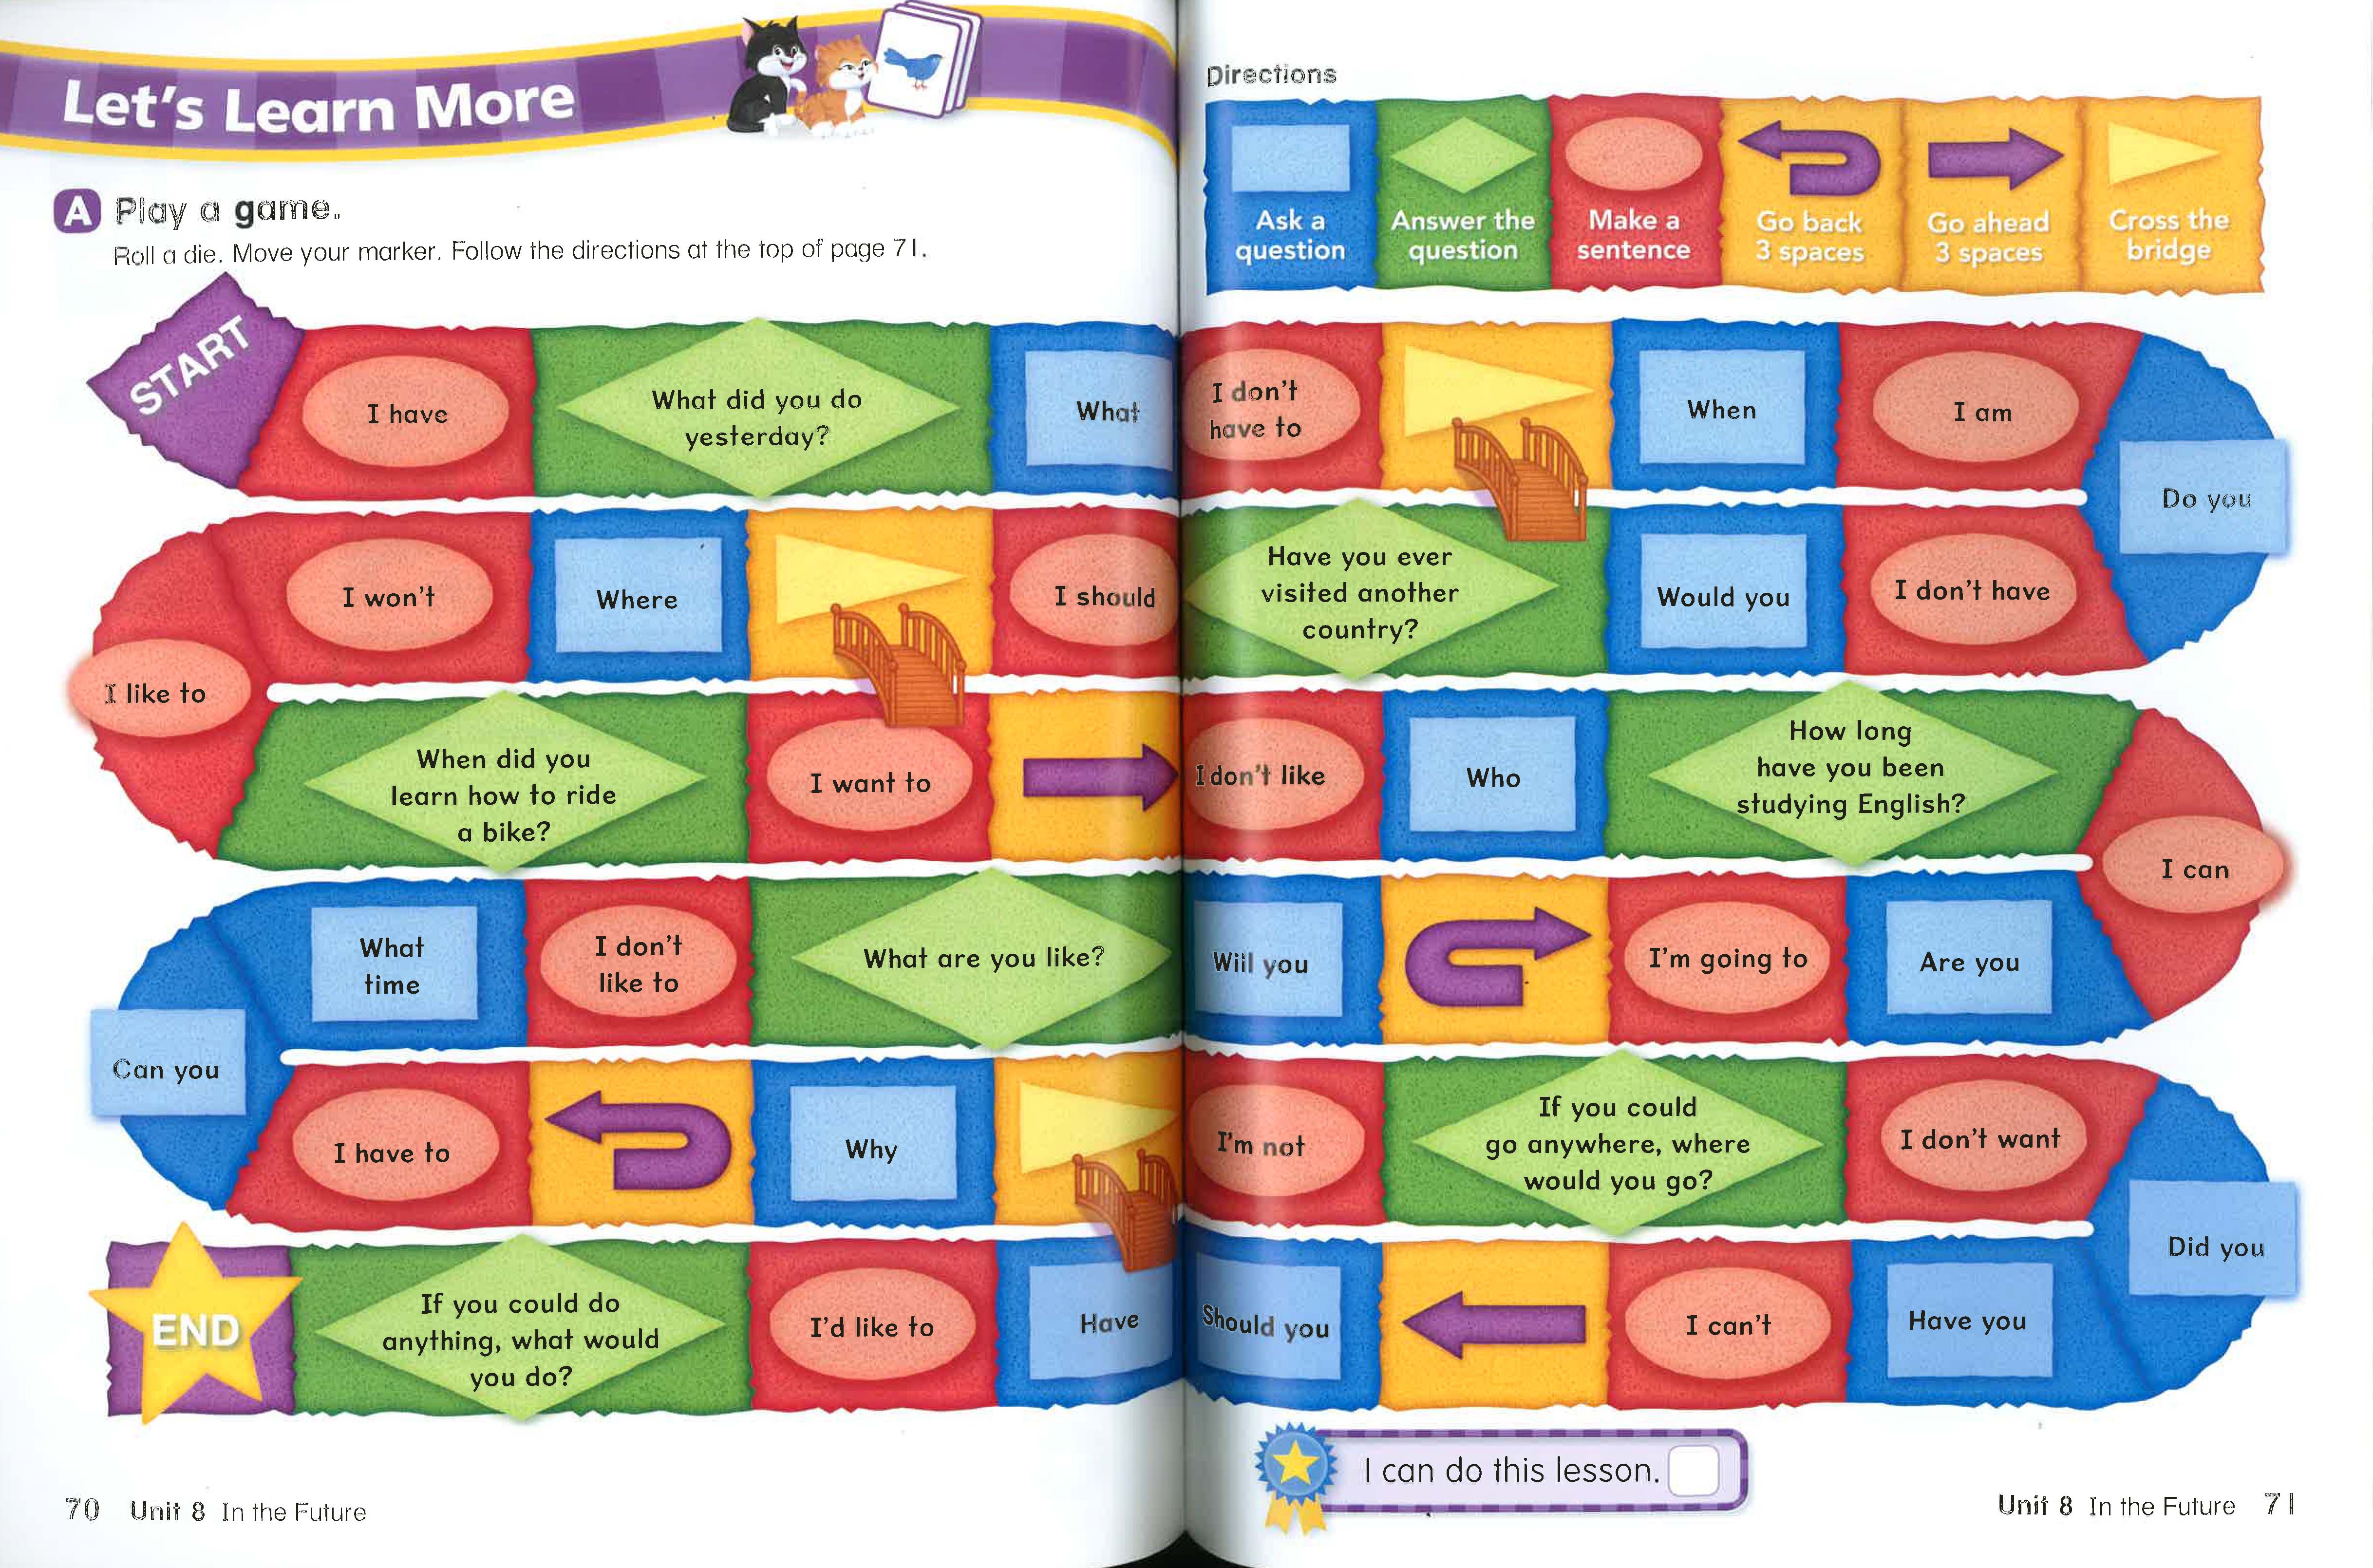 Let's Learn More
A Play a game.
Roll a die. Move your marker. Follow the directions at the top of page 71.
Directions
Ask a
question
Answer the
question
Make a
sentence
Go back
3 spaces
Go ahead
3 spaces
Cross the
bridge
START
I have
What did you do
yesterday?
What
I don't
have to
When
I am
Do you
I don't have
Would you
Have you ever
visited another
country?
I should
Where
I won't
I like to
When did you
learn how to ride
a bike?
I want to
I don't like
Who
How long
have you been
studying English?
I can
Are you
I'm going to
Will you
What are you like?
I don't
like to
What
time
Can you
I have to
Why
I'm not
If you could
go anywhere, where
would you go?
I don't want
Did you
Have you
I can't
Should you
Have
I'd like to
If you could do
anything, what would
you do?
END
I can do this lesson.
70 Unit 8 In the Future
Unit 8 In the Future 71